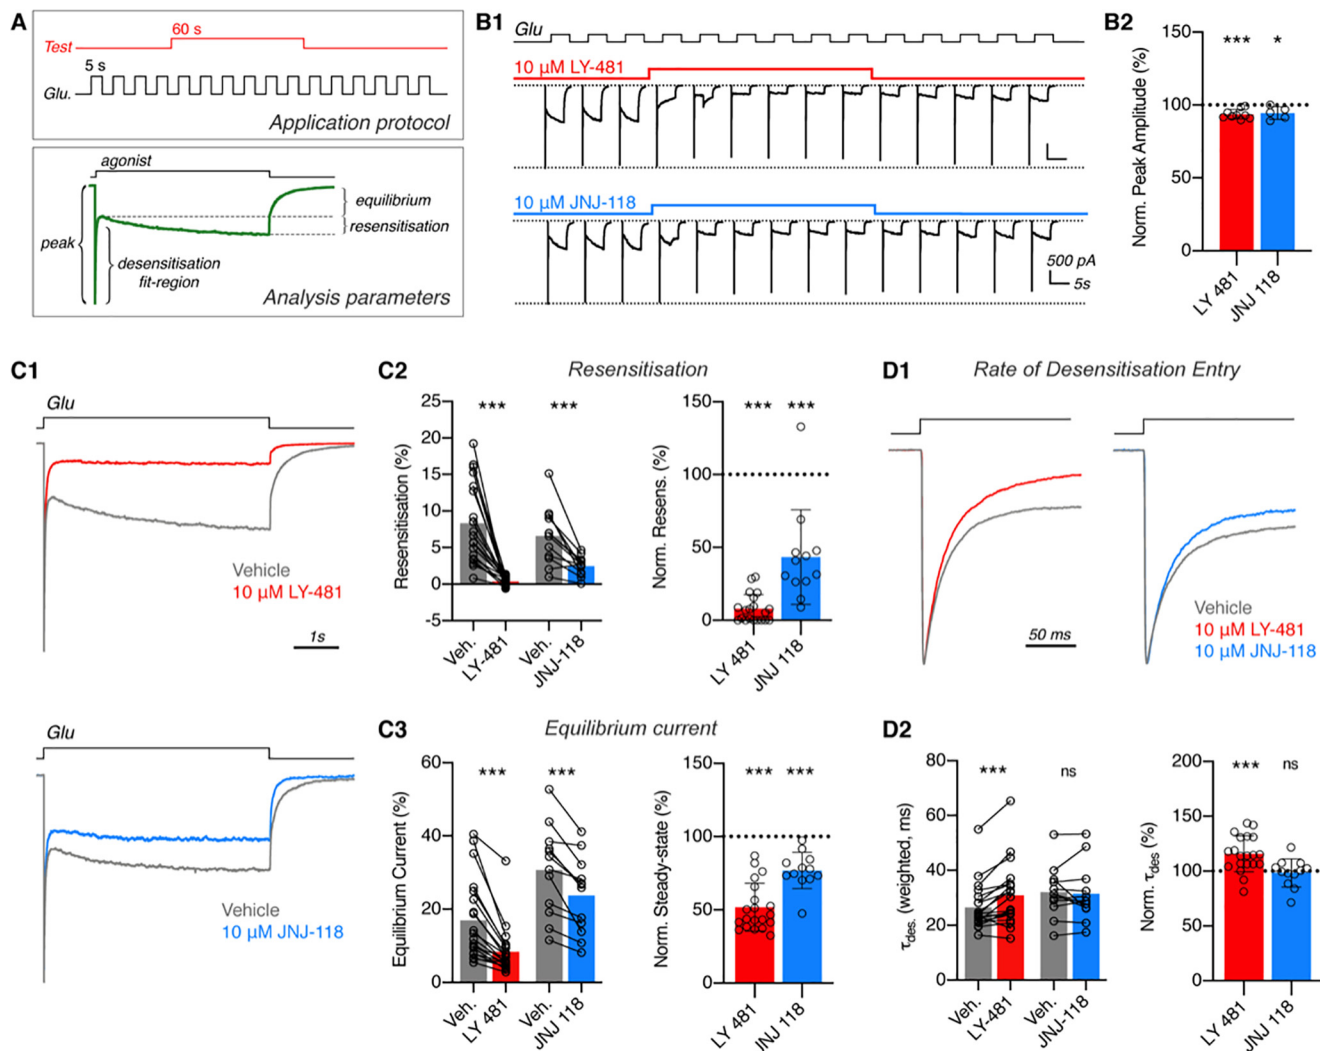 A
Test
60 s
5 s
Glu.
Application protocol
agonist
peak
equilibrium
resensitisation
desensitisation
fit-region
Analysis parameters
B1
Glu
10 µM LY-481
10 µM JNJ-118
500 pA
5s
B2
Norm. Peak Amplitude (%)
150
100
50
0
***
*
LY 481
JNJ 118
C1
Glu
Vehicle
10 µM LY-481
1s
Glu
Vehicle
10 µM JNJ-118
C2
Resensitisation
Resensitisation (%)
25
20
15
10
5
0
-5
***
***
Veh.
LY-481
Veh.
JNJ-118
Norm. Resens. (%)
150
100
50
0
***
***
LY 481
JNJ 118
C3
Equilibrium current
Equilibrium Current (%)
60
40
20
0
***
***
Veh.
LY 481
Veh.
JNJ 118
Norm. Steady-state (%)
150
100
50
0
***
***
LY 481
JNJ 118
D1
Rate of Desensitisation Entry
50 ms
Vehicle
10 µM LY-481
10 µM JNJ-118
D2
τdes. (weighted, ms)
80
60
40
20
0
***
ns
Veh.
LY-481
Veh.
JNJ-118
Norm. τdes (%)
200
150
100
50
0
***
ns
LY 481
JNJ 118